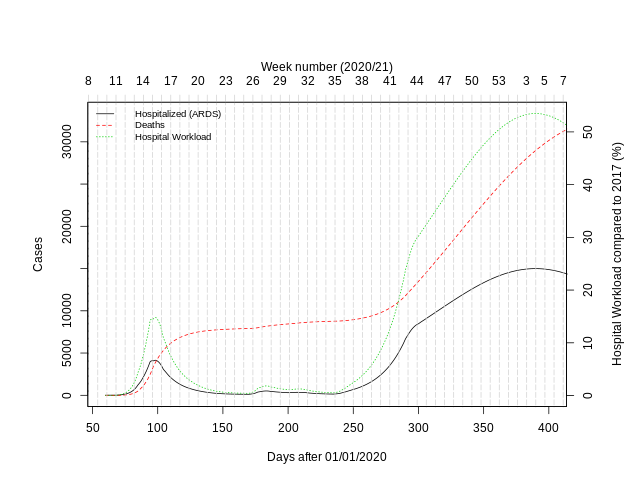 Week number (2020/21)
8 11 14 17 20 23 26 29 32 35 38 41 44 47 50 53 3 5 7
Hospitalized (ARDS)
Deaths
Hospital Workload
Cases
30000
20000
10000
5000
0
50
40
30
20
10
0
Hospital Workload compared to 2017 (%)
50 100 150 200 250 300 350 400
Days after 01/01/2020